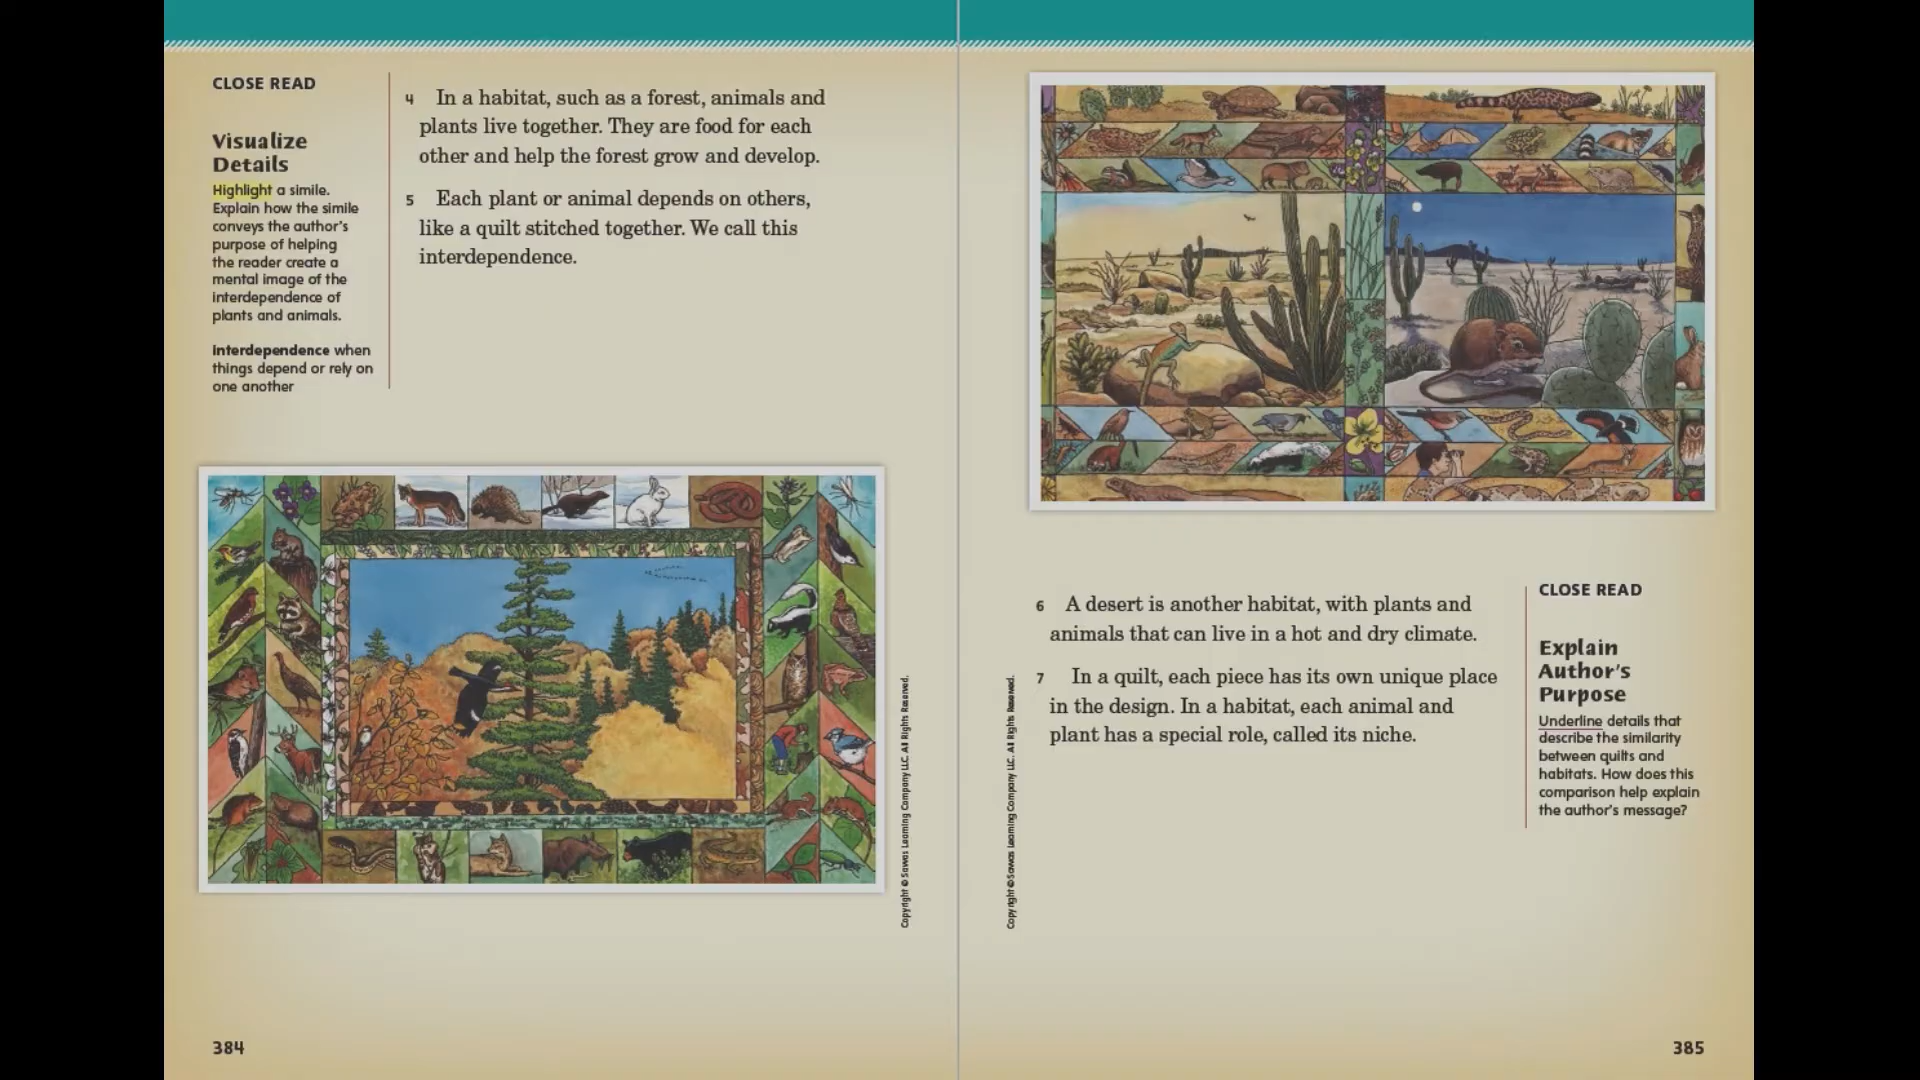 CLOSE READ
Visualize
Details
Highlight a simile.
Explain how the simile
conveys the author's
purpose of helping
the reader create a
mental image of the
interdependence of
plants and animals.
interdependence when
things depend or rely on
one another
4 In a habitat, such as a forest, animals and
plants live together. They are food for each
other and help the forest grow and develop.
5 Each plant or animal depends on others,
like a quilt stitched together. We call this
interdependence.
Copyright © Savvas Learning Company LLC. All Rights Reserved.
384
6 A desert is another habitat, with plants and
animals that can live in a hot and dry climate.
7 In a quilt, each piece has its own unique place
in the design. In a habitat, each animal and
plant has a special role, called its niche.
CLOSE READ
Explain
Author's
Purpose
Underline details that
describe the similarity
between quilts and
habitats. How does this
comparison help explain
the author's message?
Copyright © Savvas Learning Company LLC. All Rights Reserved.
385